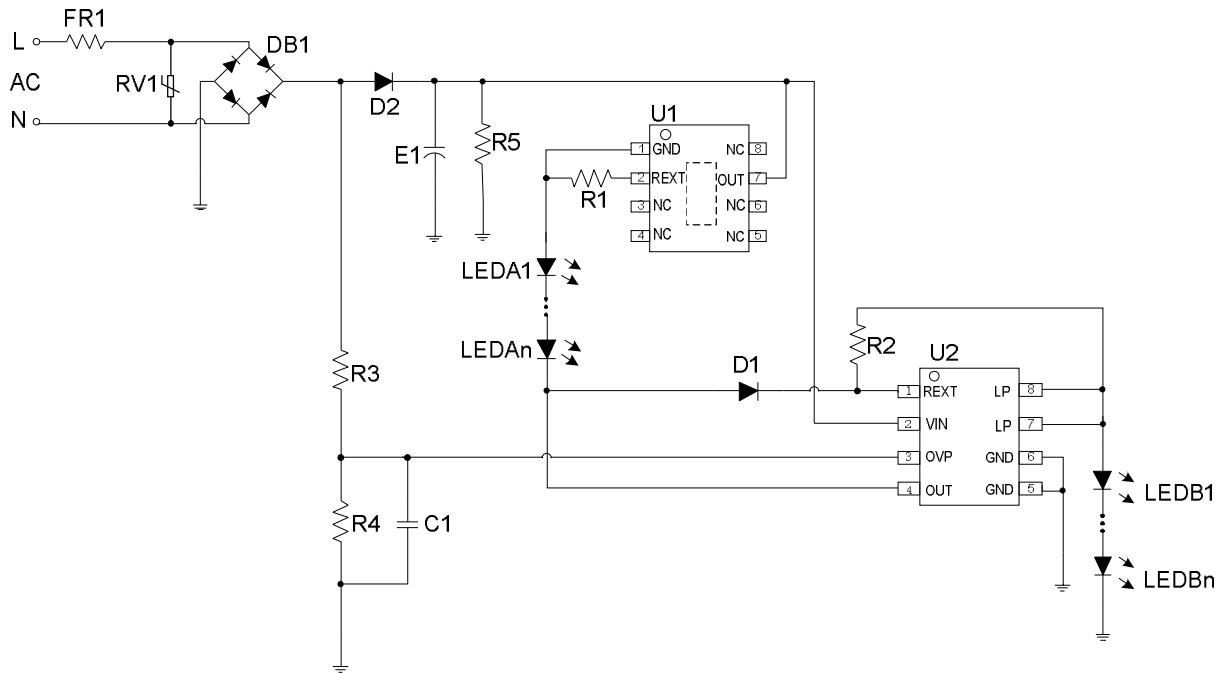 FR1
L
AC
N
RV1
DB1
D2
E1
R5
U1
1 GND
2 REXT
3 NC
4 NC
NC 8
OUT 7
NC 6
NC 5
R1
LEDA1
LEDAn
R3
R4
C1
D1
R2
U2
1 REXT
2 VIN
3 OVP
4 OUT
LP 8
LP 7
GND 6
GND 5
LEDB1
LEDBn